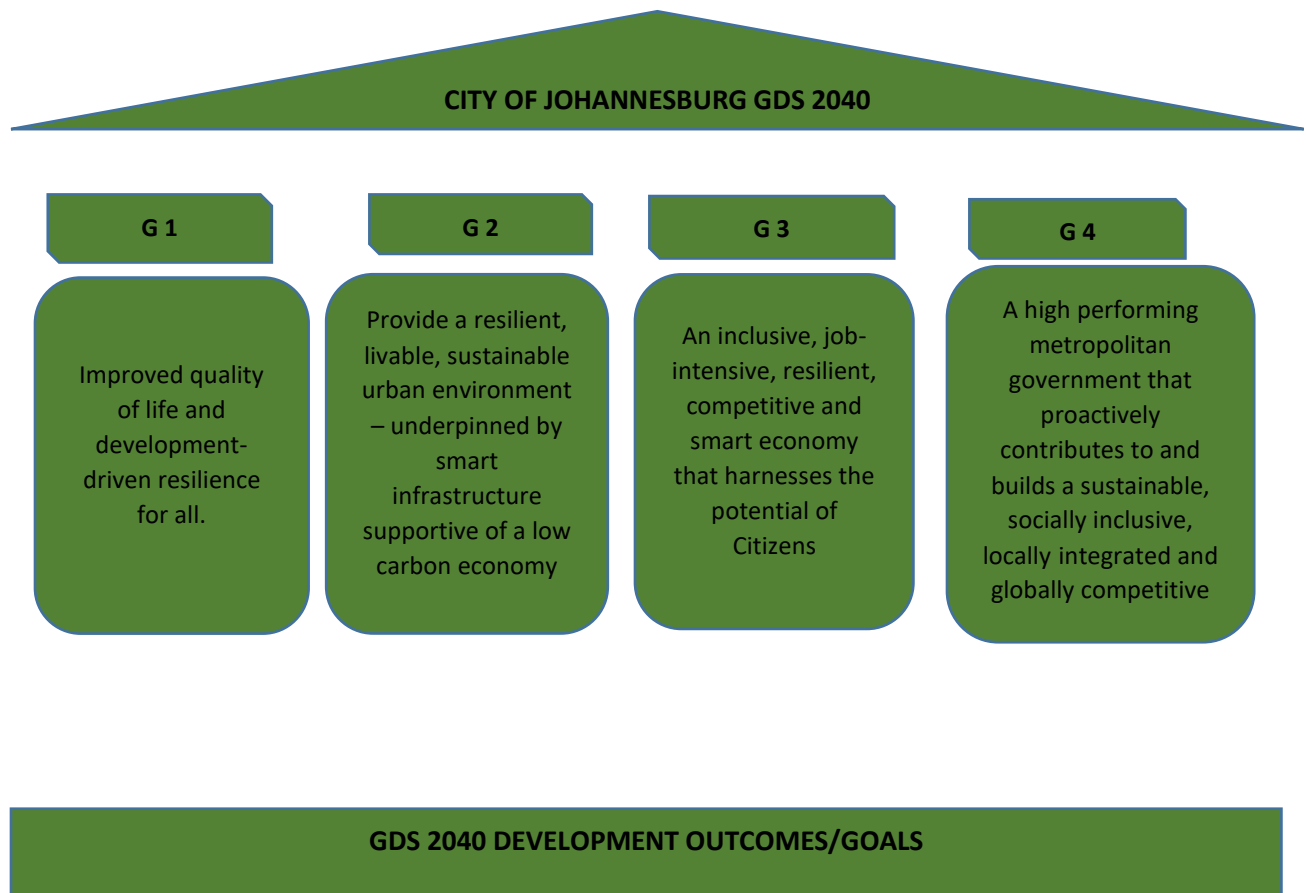 CITY OF JOHANNESBURG GDS 2040
G 1
Improved quality
of life and
development-
driven resilience
for all.
G 2
Provide a resilient,
livable, sustainable
urban environment
– underpinned by
smart
infrastructure
supportive of a low
carbon economy
G 3
An inclusive, job-
intensive, resilient,
competitive and
smart economy
that harnesses the
potential of
Citizens
G 4
A high performing
metropolitan
government that
proactively
contributes to and
builds a sustainable,
socially inclusive,
locally integrated and
globally competitive
GDS 2040 DEVELOPMENT OUTCOMES/GOALS